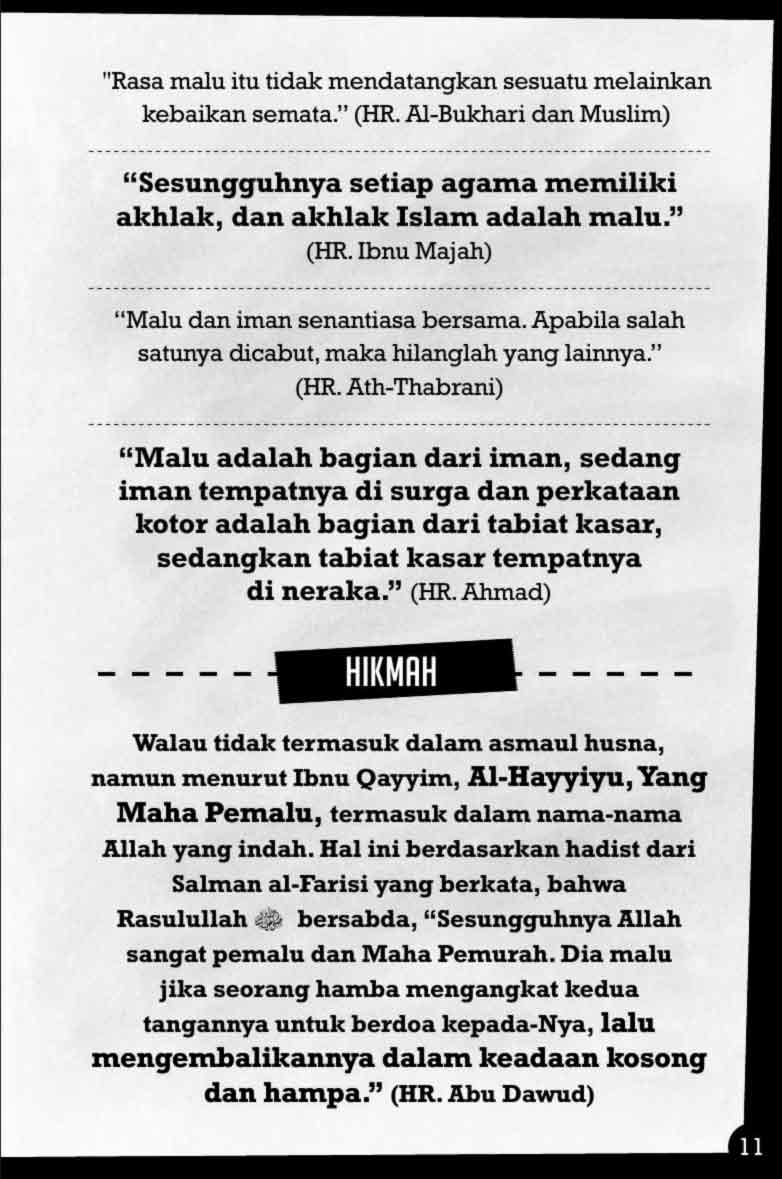 "Rasa malu itu tidak mendatangkan sesuatu melainkan
kebaikan semata.” (HR. Al-Bukhari dan Muslim)
“Sesungguhnya setiap agama memiliki
akhlak, dan akhlak Islam adalah malu.”
(HR. Ibnu Majah)
“Malu dan iman senantiasa bersama. Apabila salah
satunya dicabut, maka hilanglah yang lainnya.”
(HR. Ath-Thabrani)
“Malu adalah bagian dari iman, sedang
iman tempatnya di surga dan perkataan
kotor adalah bagian dari tabiat kasar,
sedangkan tabiat kasar tempatnya
di neraka.” (HR. Ahmad)
HIKMAH
Walau tidak termasuk dalam asmaul husna,
namun menurut Ibnu Qayyim, Al-Hayyiyu, Yang
Maha Pemalu, termasuk dalam nama-nama
Allah yang indah. Hal ini berdasarkan hadist dari
Salman al-Farisi yang berkata, bahwa
Rasulullah ﷺ bersabda, “Sesungguhnya Allah
sangat pemalu dan Maha Pemurah. Dia malu
jika seorang hamba mengangkat kedua
tangannya untuk berdoa kepada-Nya, lalu
mengembalikannya dalam keadaan kosong
dan hampa.” (HR. Abu Dawud)
11